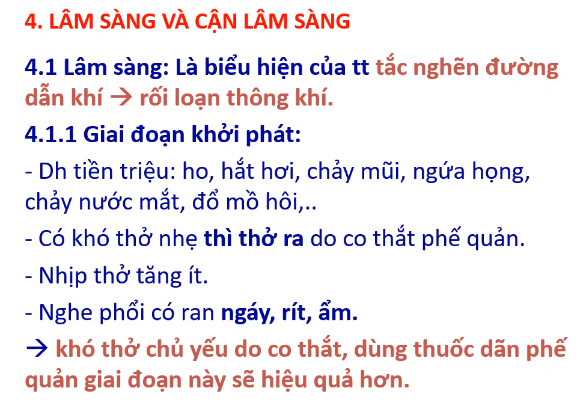 4. LÂM SÀNG VÀ CẬN LÂM SÀNG
4.1 Lâm sàng: Là biểu hiện của tt tắc nghẽn đường
dẫn khí → rối loạn thông khí.
4.1.1 Giai đoạn khởi phát:
- Dh tiền triệu: ho, hắt hơi, chảy mũi, ngứa họng,
chảy nước mắt, đổ mồ hôi,..
- Có khó thở nhẹ thì thở ra do co thắt phế quản.
- Nhịp thở tăng ít.
- Nghe phổi có ran ngáy, rít, ẩm.
→ khó thở chủ yếu do co thắt, dùng thuốc dãn phế
quản giai đoạn này sẽ hiệu quả hơn.